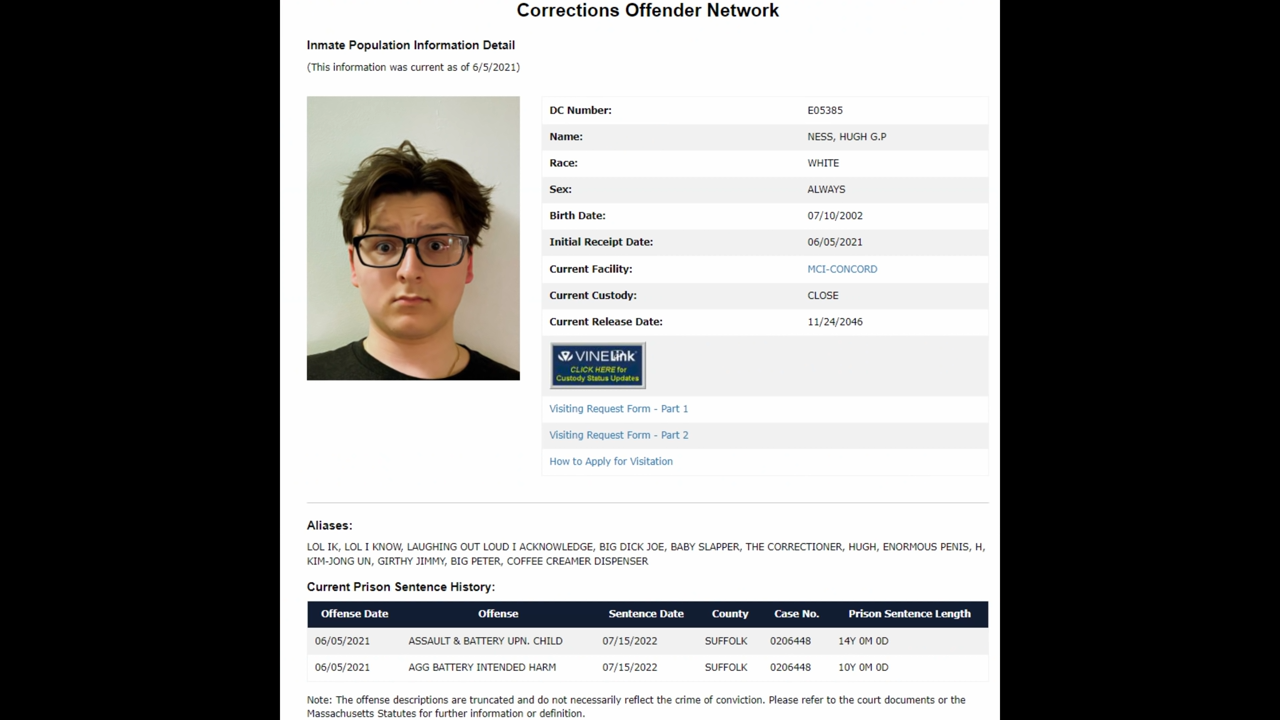 Corrections Offender Network
Inmate Population Information Detail
(This information was current as of 6/5/2021)
DC Number: E05385
Name: NESS, HUGH G.P
Race: WHITE
Sex: ALWAYS
Birth Date: 07/10/2002
Initial Receipt Date: 06/05/2021
Current Facility: MCI-CONCORD
Current Custody: CLOSE
Current Release Date: 11/24/2046
VINELink
CLICK HERE for
Custody Status Updates
Visiting Request Form - Part 1
Visiting Request Form - Part 2
How to Apply for Visitation
Aliases:
LOL IK, LOL I KNOW, LAUGHING OUT LOUD I ACKNOWLEDGE, BIG DICK JOE, BABY SLAPPER, THE CORRECTIONER, HUGH, ENORMOUS PENIS, H,
KIM-JONG UN, GIRTHY JIMMY, BIG PETER, COFFEE CREAMER DISPENSER
Current Prison Sentence History:
Offense Date Offense Sentence Date County Case No. Prison Sentence Length
06/05/2021 ASSAULT & BATTERY UPN. CHILD 07/15/2022 SUFFOLK 0206448 14Y 0M 0D
06/05/2021 AGG BATTERY INTENDED HARM 07/15/2022 SUFFOLK 0206448 10Y 0M 0D
Note: The offense descriptions are truncated and do not necessarily reflect the crime of conviction. Please refer to the court documents or the
Massachusetts Statutes for further information or definition.